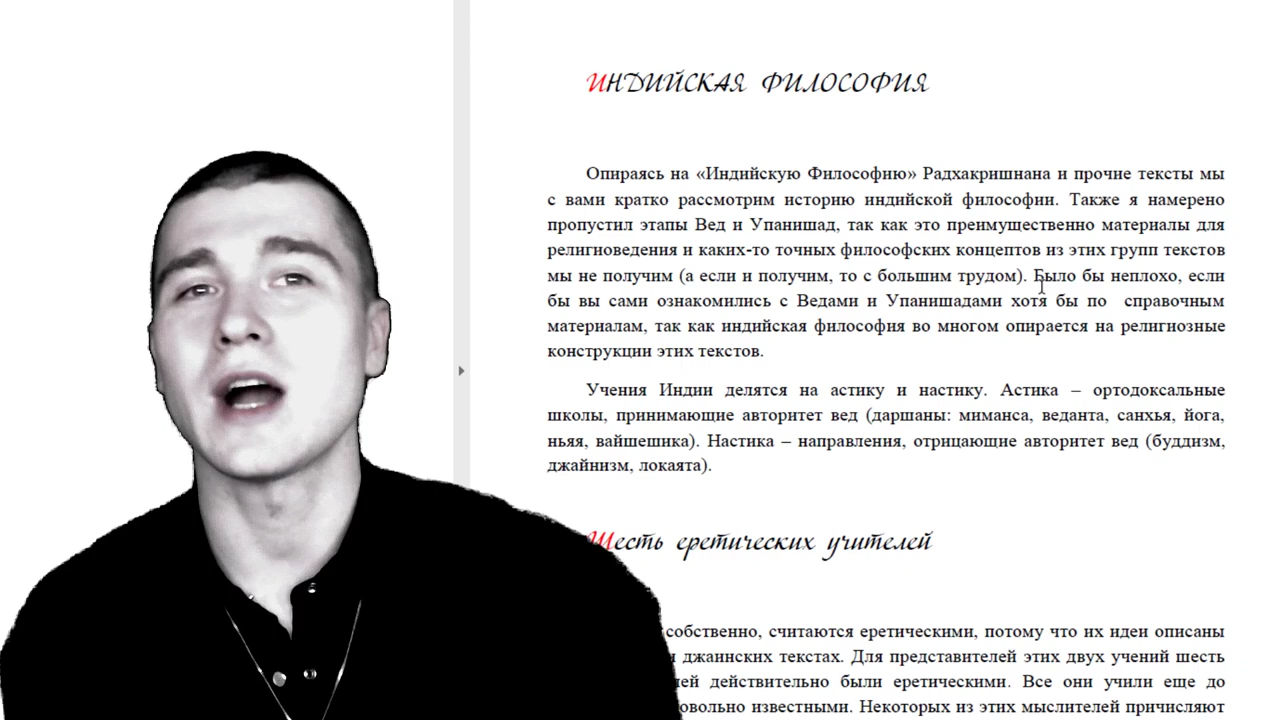 ИНДИЙСКАЯ ФИЛОСОФИЯ
Опираясь на «Индийскую Философию» Радхакришнана и прочие тексты мы
с вами кратко рассмотрим историю индийской философии. Также я намерено
пропустил этапы Вед и Упанишад, так как это преимущественно материалы для
религиоведения и каких-то точных философских концептов из этих групп текстов
мы не получим (а если и получим, то с большим трудом). Было бы неплохо, если
бы вы сами ознакомились с Ведами и Упанишадами хотя бы по справочным
материалам, так как индийская философия во многом опирается на религиозные
конструкции этих текстов.
Учения Индии делятся на астику и настику. Астика – ортодоксальные
школы, принимающие авторитет вед (даршаны: миманса, веданта, санхья, йога,
ньяя, вайшешика). Настика – направления, отрицающие авторитет вед (буддизм,
джайнизм, локаята).
Шесть еретических учителей
собственно, считаются еретическими, потому что их идеи описаны
джаинских текстах. Для представителей этих двух учений шесть
действительно были еретическими. Все они учили еще до
известными. Некоторых из этих мыслителей причисляют